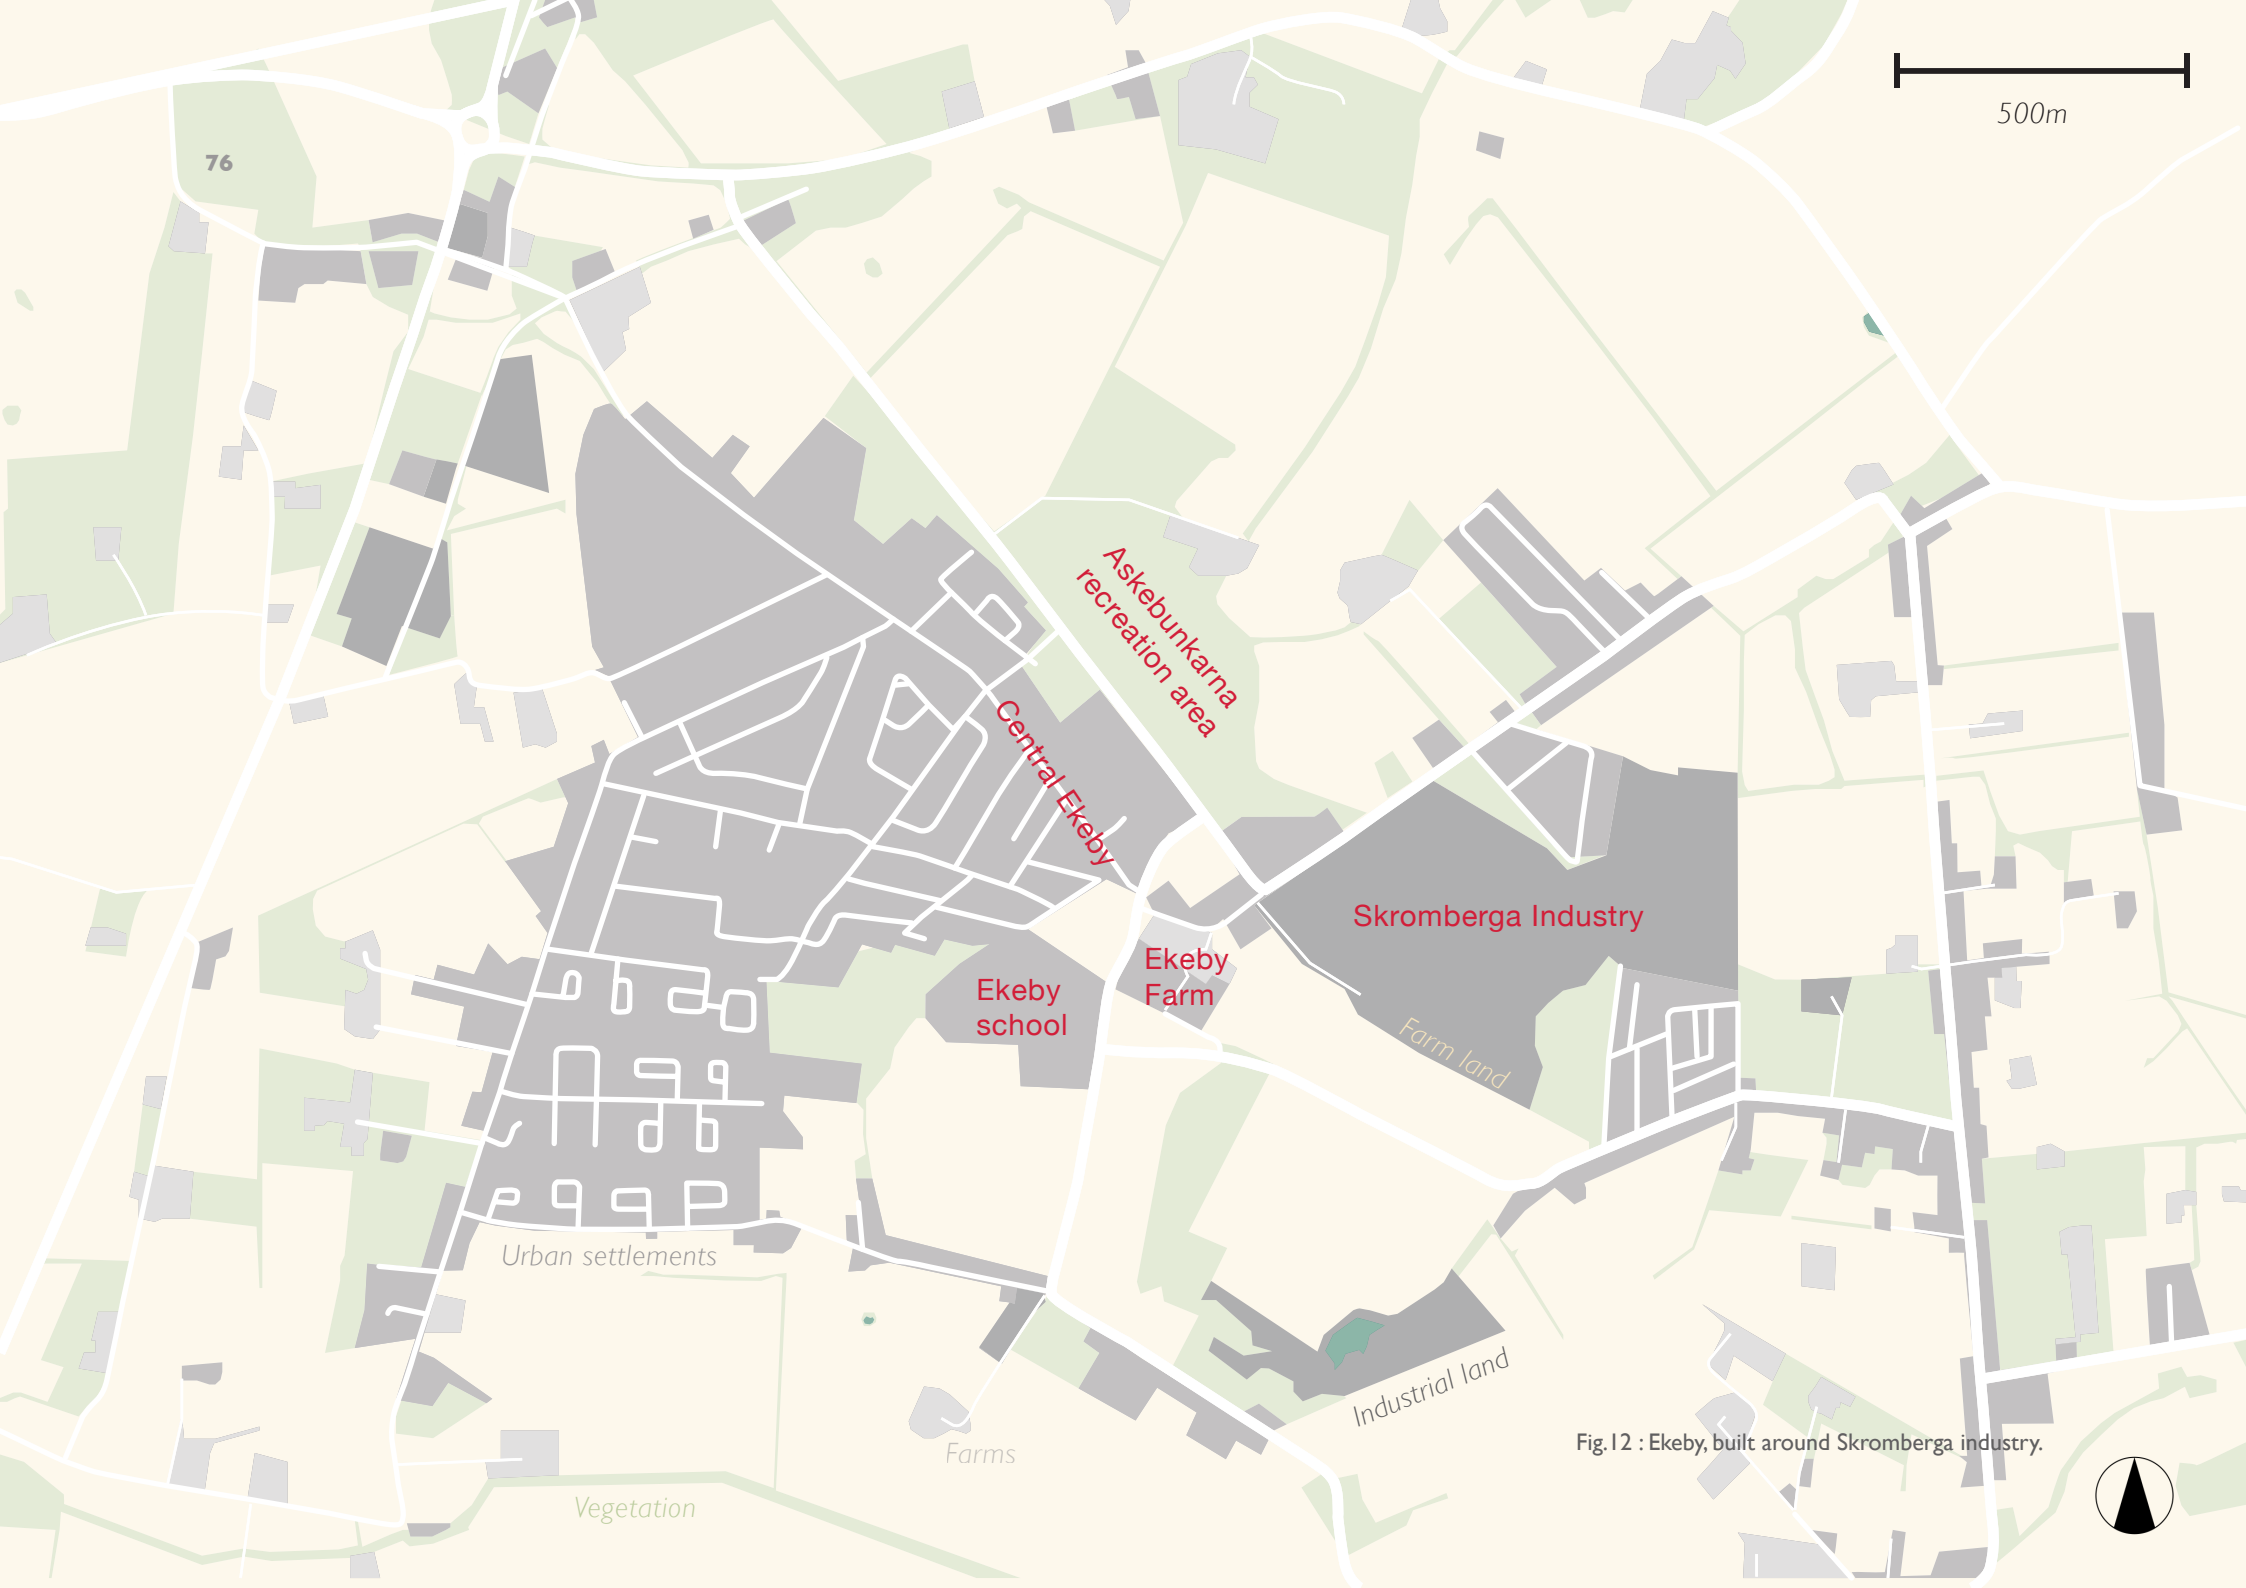 500m
76
Askebunkarna
recreation area
Central Ekeby
Skromberga Industry
Ekeby
Farm
Ekeby
school
Farm land
Urban settlements
Industrial land
Farms
Vegetation
Fig.12 : Ekeby, built around Skromberga industry.